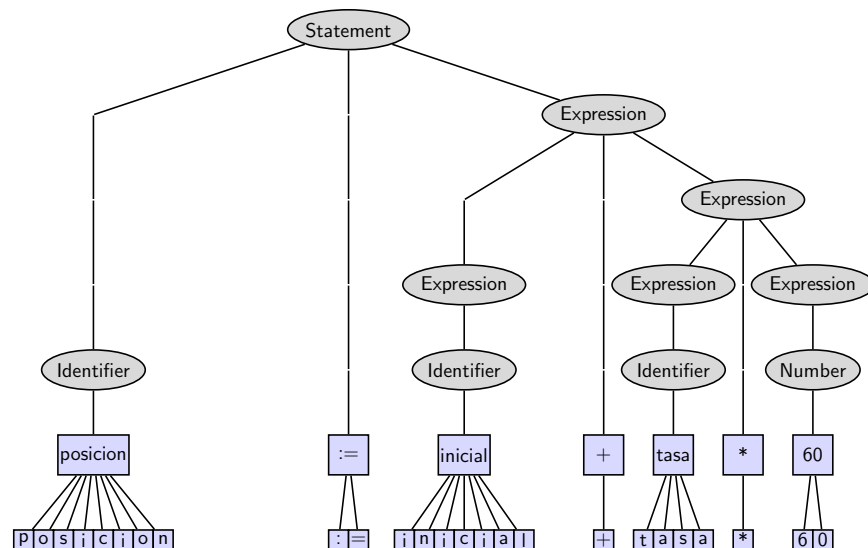 Statement
Expression
Expression
Expression Expression Expression
Identifier Identifier Identifier Number
posicion := inicial + tasa * 60
p o s i c i o n : = i n i c i a l + t a s a * 6 0